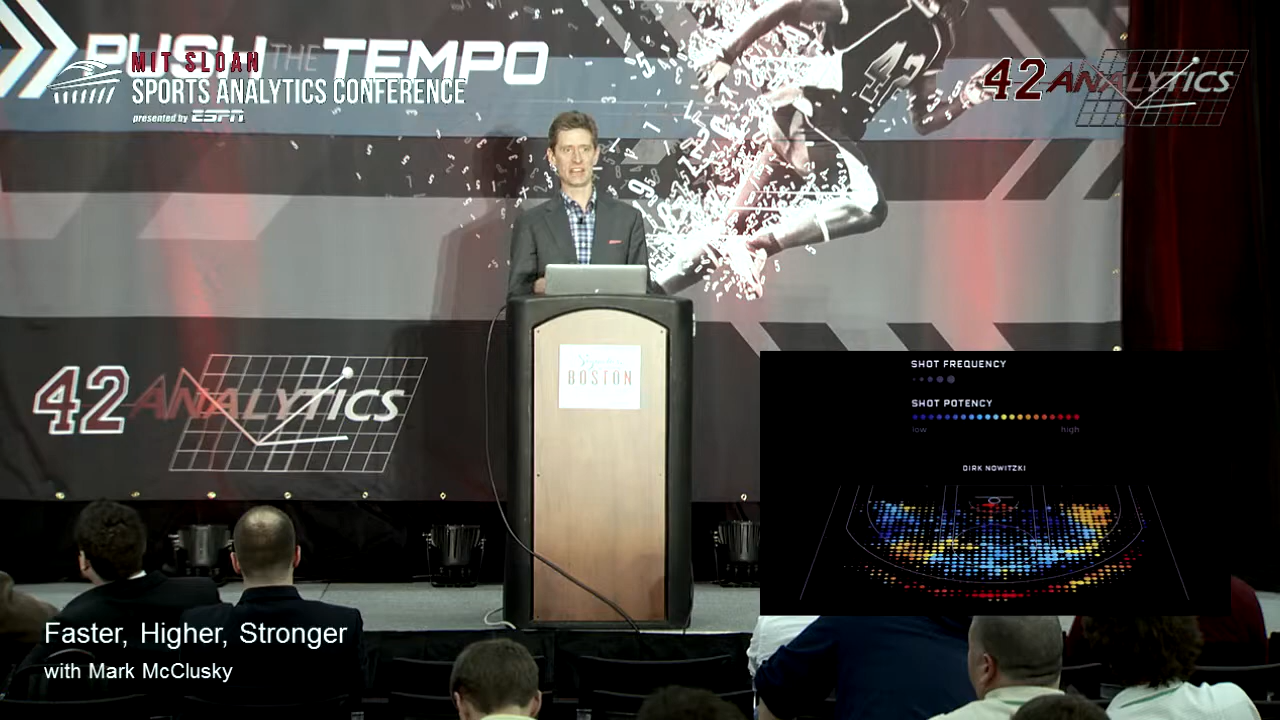 PUSH THE TEMPO
MIT SLOAN
SPORTS ANALYTICS CONFERENCE
presented by ESPN
42 ANALYTICS
42
42 ANALYTICS
BOSTON
SHOT FREQUENCY
SHOT POTENCY
low high
DIRK NOWITZKI
Faster, Higher, Stronger
with Mark McClusky